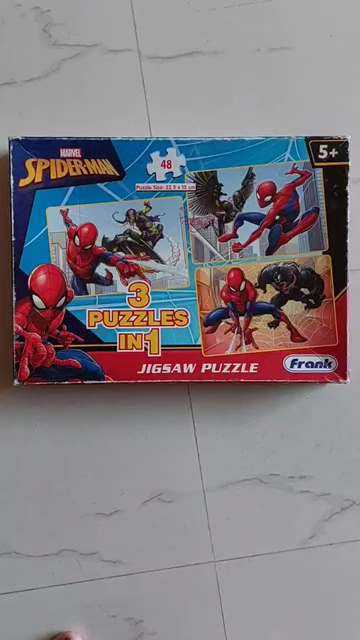 MARVEL
SPIDER-MAN
48
Puzzle Size: 22.5 x 15 cm
5+
3
PUZZLES
IN 1
JIGSAW PUZZLE
Frank